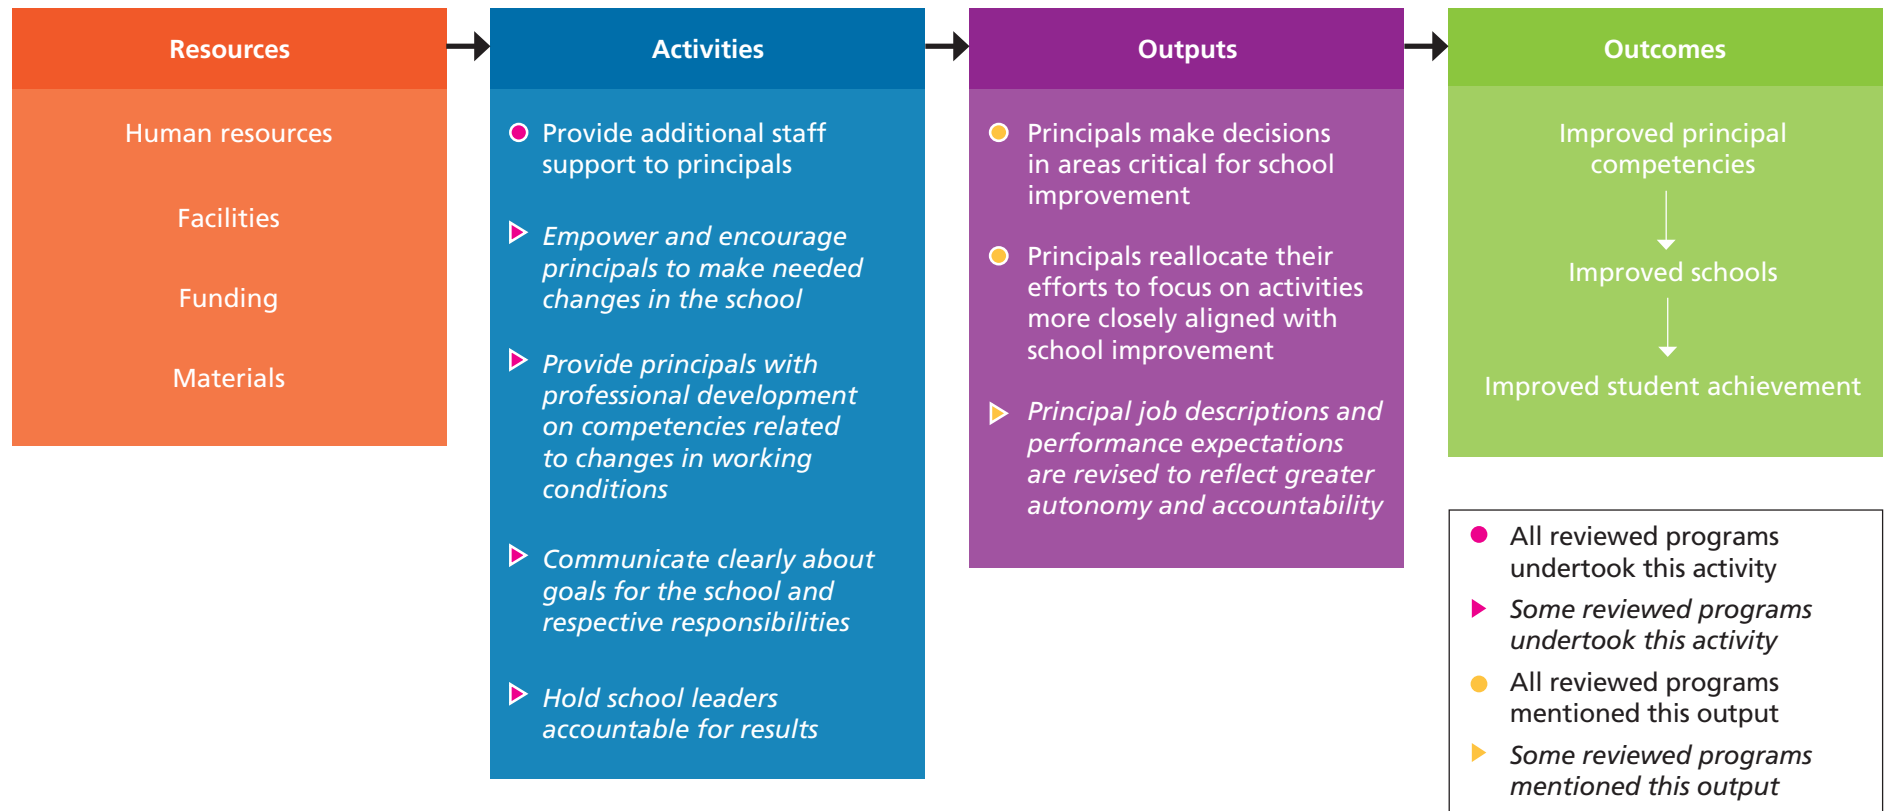 Resources
Human resources
Facilities
Funding
Materials
Activities
Provide additional staff
support to principals
Empower and encourage
principals to make needed
changes in the school
Provide principals with
professional development
on competencies related
to changes in working
conditions
Communicate clearly about
goals for the school and
respective responsibilities
Hold school leaders
accountable for results
Outputs
Principals make decisions
in areas critical for school
improvement
Principals reallocate their
efforts to focus on activities
more closely aligned with
school improvement
Principal job descriptions and
performance expectations
are revised to reflect greater
autonomy and accountability
Outcomes
Improved principal
competencies
Improved schools
Improved student achievement
All reviewed programs
undertook this activity
Some reviewed programs
undertook this activity
All reviewed programs
mentioned this output
Some reviewed programs
mentioned this output